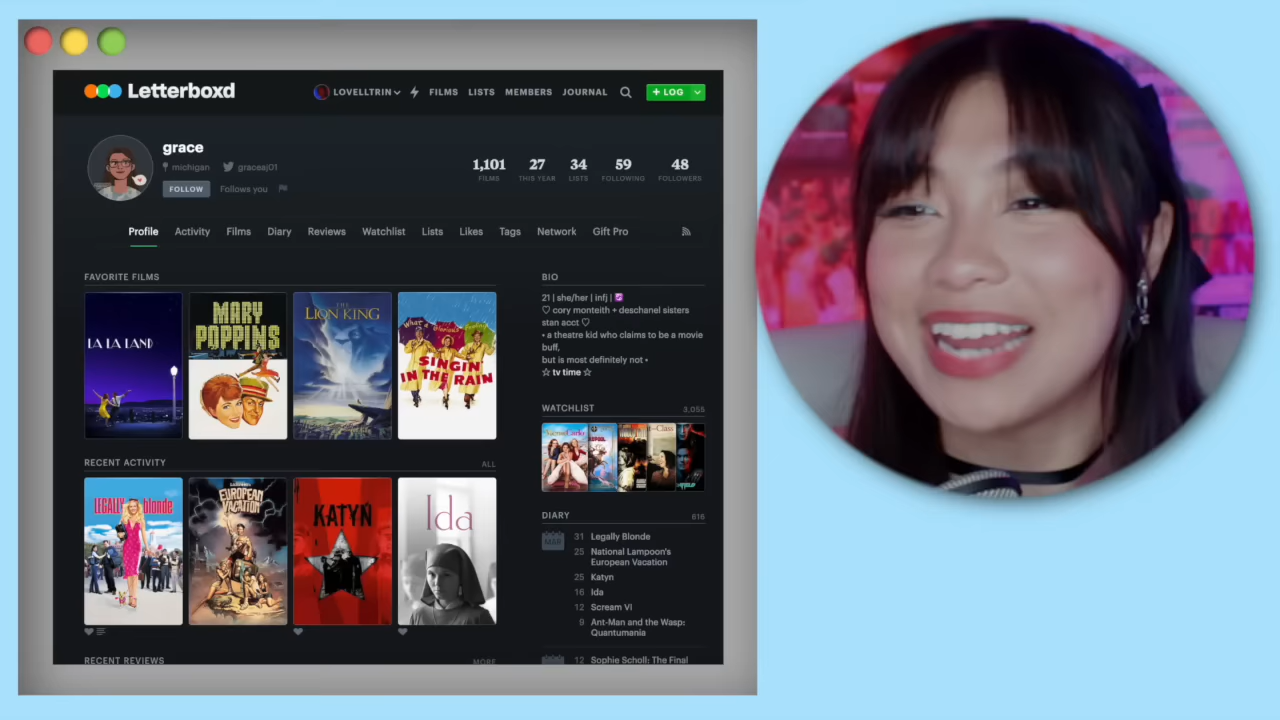 Letterboxd
LOVELLTRIN
FILMS
LISTS
MEMBERS
JOURNAL
+ LOG
grace
michigan
graceaj01
FOLLOW
Follows you
1,101
27
34
59
48
FILMS
THIS YEAR
LISTS
FOLLOWING
FOLLOWERS
Profile
Activity
Films
Diary
Reviews
Watchlist
Lists
Likes
Tags
Network
Gift Pro
FAVORITE FILMS
LA LA LAND
MARY
POPPINS
THE
LION KING
What a Glorious Feeling
SINGIN'
IN THE RAIN
RECENT ACTIVITY
ALL
LEGALLY blonde
EUROPEAN
VACATION
KATYŃ
Ida
RECENT REVIEWS
MORE
BIO
21 | she/her | infj |
♡ cory monteith + deschanel sisters
stan acct ♡
• a theatre kid who claims to be a movie
buff,
but is most definitely not •
☆ tv time ☆
WATCHLIST
3,055
DIARY
616
MAR
31 Legally Blonde
25 National Lampoon's
European Vacation
25 Katyn
16 Ida
12 Scream VI
9 Ant-Man and the Wasp:
Quantumania
12 Sophie Scholl: The Final